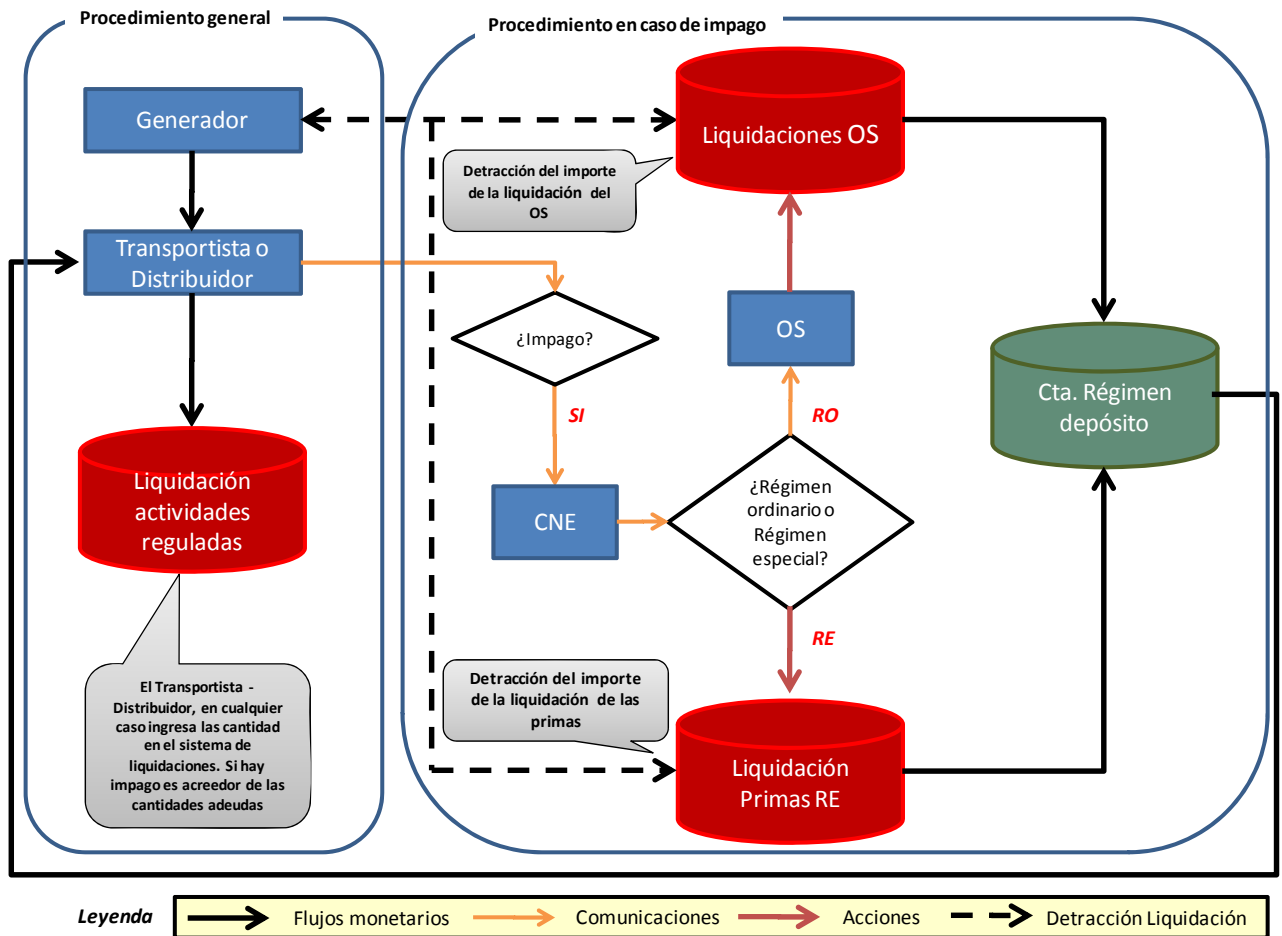 Procedimiento general
Procedimiento en caso de impago
Generador
Liquidaciones OS
Detracción del importe
de la liquidación del
OS
Transportista o
Distribuidor
¿Impago?
OS
Cta. Régimen
depósito
SI
RO
Liquidación
actividades
reguladas
CNE
¿Régimen
ordinario o
Régimen
especial?
RE
El Transportista -
Distribuidor, en cualquier
caso ingresa las cantidad
en el sistema de
liquidaciones. Si hay
impago es acreedor de las
cantidades adeudas
Detracción del importe
de la liquidación de las
primas
Liquidación
Primas RE
Leyenda
Flujos monetarios
Comunicaciones
Acciones
Detracción Liquidación